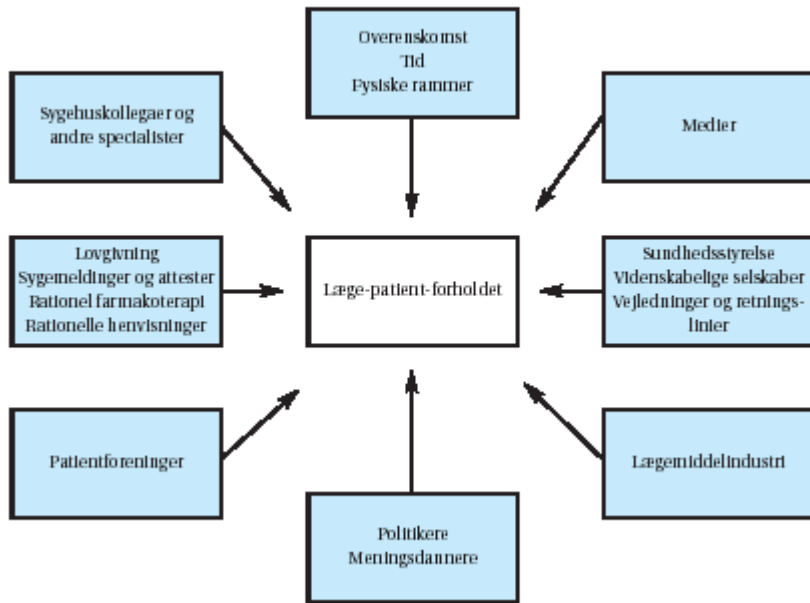 Overenskomst
Tid
Fysiske rammer
Sygehuskollegaer og
andre specialister
Medier
Lovgivning
Sygemeldinger og attester
Rationel farmakoterapi
Rationelle henvisninger
Læge-patient-forholdet
Sundhedsstyrelse
Videnskabelige selskaber
Vejledninger og retnings-
linier
Patientforeninger
Lægemiddelindustri
Politikere
Meningsdannere